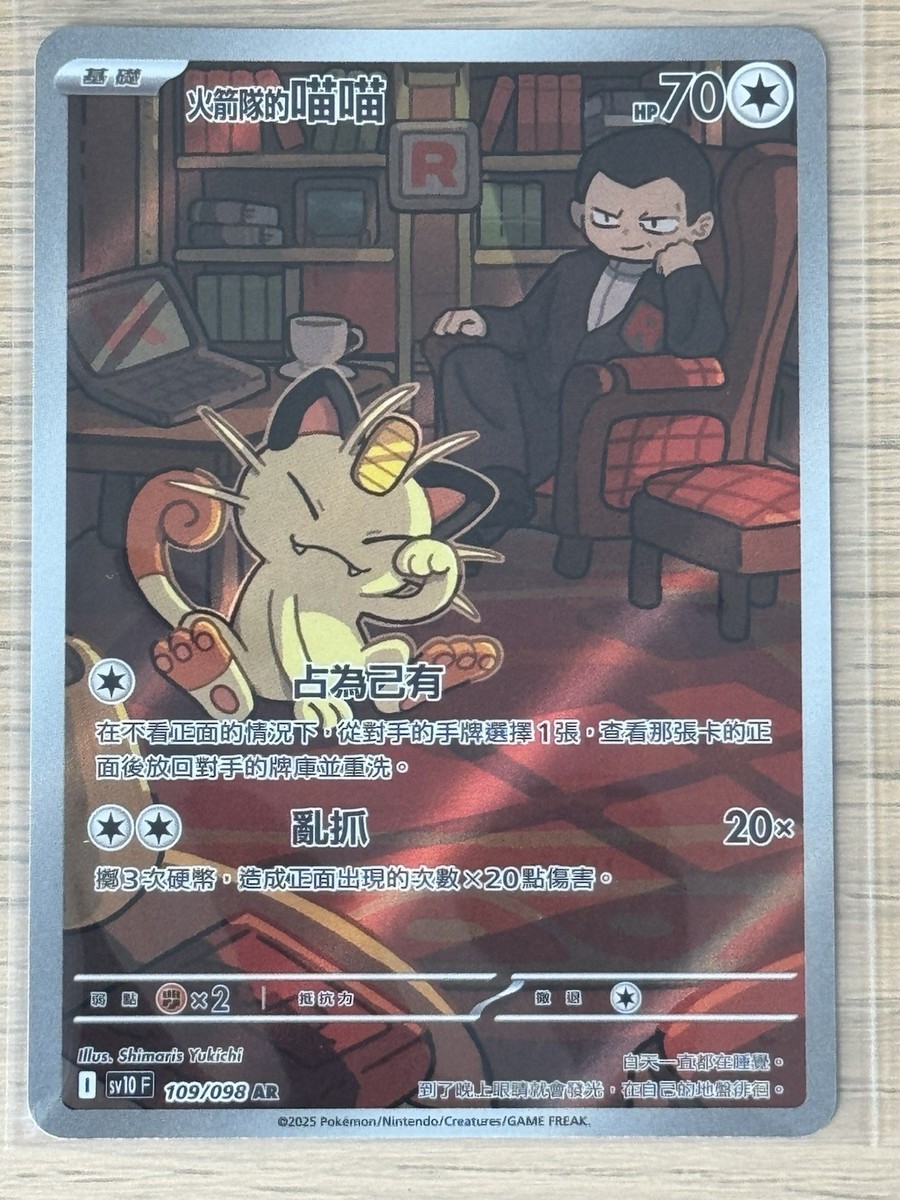 基礎
火箭隊的喵喵
HP70
R
占為己有
在不看正面的情況下，從對手的手牌選擇1張，查看那張卡的正
面後放回對手的牌庫並重洗。
亂抓 20×
擲3次硬幣，造成正面出現的次數×20點傷害。
弱點 ×2 抵抗力 撤退
Illus. Shimaris Yukichi
白天一直都在睡覺。
到了晚上眼睛就會發光，在自己的地盤徘徊。
I sv10 F 109/098 AR
©2025 Pokémon/Nintendo/Creatures/GAME FREAK.